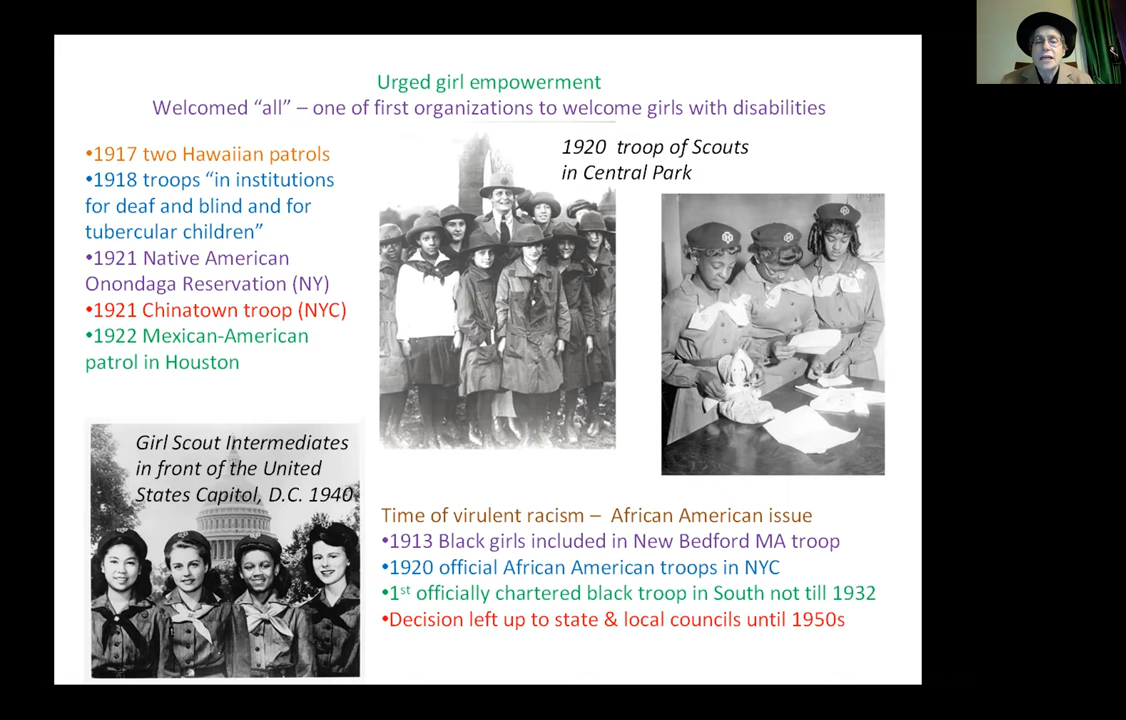 Urged girl empowerment
Welcomed “all” – one of first organizations to welcome girls with disabilities
•1917 two Hawaiian patrols
•1918 troops “in institutions
for deaf and blind and for
tubercular children”
•1921 Native American
Onondaga Reservation (NY)
•1921 Chinatown troop (NYC)
•1922 Mexican-American
patrol in Houston
1920 troop of Scouts
in Central Park
Girl Scout Intermediates
in front of the United
States Capitol, D.C. 1940
Time of virulent racism – African American issue
•1913 Black girls included in New Bedford MA troop
•1920 official African American troops in NYC
•1st officially chartered black troop in South not till 1932
•Decision left up to state & local councils until 1950s